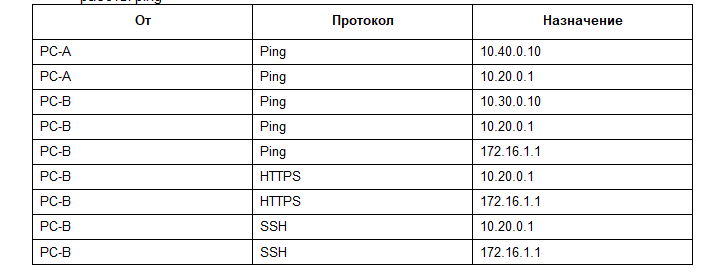 От Протокол Назначение
PC-A Ping 10.40.0.10
PC-A Ping 10.20.0.1
PC-B Ping 10.30.0.10
PC-B Ping 10.20.0.1
PC-B Ping 172.16.1.1
PC-B HTTPS 10.20.0.1
PC-B HTTPS 172.16.1.1
PC-B SSH 10.20.0.1
PC-B SSH 172.16.1.1